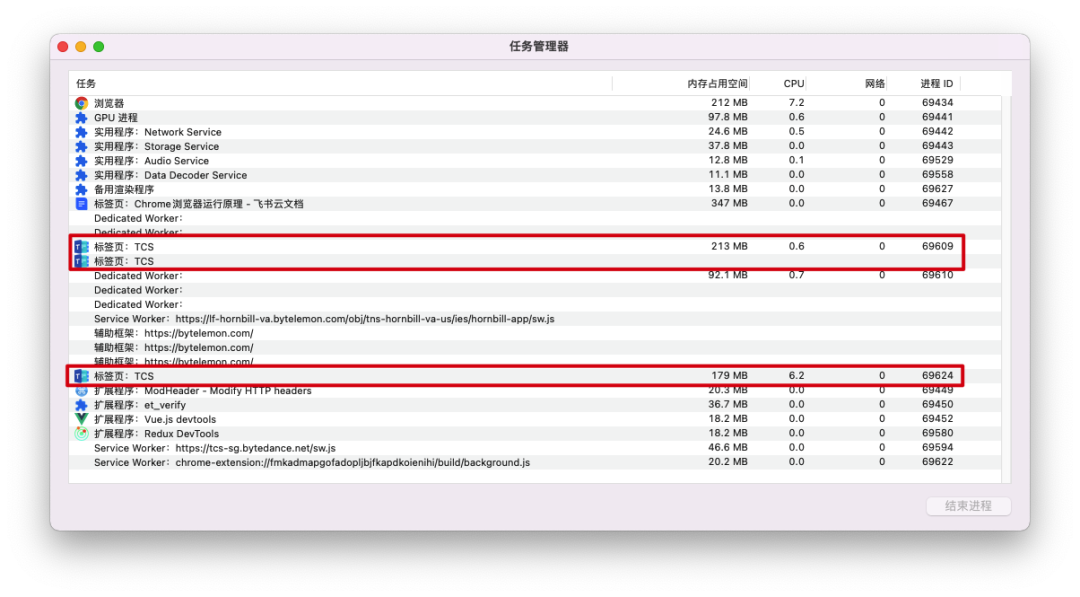 任务管理器
任务 内存占用空间 CPU 网络 进程 ID
浏览器 212 MB 7.2 0 69434
GPU 进程 97.8 MB 0.6 0 69441
实用程序：Network Service 24.6 MB 0.5 0 69442
实用程序：Storage Service 37.8 MB 0.0 0 69443
实用程序：Audio Service 12.8 MB 0.1 0 69529
实用程序：Data Decoder Service 11.1 MB 0.0 0 69558
备用渲染程序 13.8 MB 0.0 0 69627
标签页：Chrome浏览器运行原理 - 飞书云文档 347 MB 0.0 0 69467
Dedicated Worker：
Dedicated Worker：
标签页：TCS 213 MB 0.6 0 69609
标签页：TCS
Dedicated Worker： 92.1 MB 0.7 0 69610
Dedicated Worker：
Dedicated Worker：
Service Worker：https://lf-hornbill-va.bytelemon.com/obj/tns-hornbill-va-us/ies/hornbill-app/sw.js
辅助框架：https://bytelemon.com/
辅助框架：https://bytelemon.com/
辅助框架：https://bytelemon.com/
标签页：TCS 179 MB 6.2 0 69624
扩展程序：ModHeader - Modify HTTP headers 20.3 MB 0.0 0 69449
扩展程序：et_verify 36.7 MB 0.0 0 69450
扩展程序：Vue.js devtools 18.2 MB 0.0 0 69452
扩展程序：Redux DevTools 18.2 MB 0.0 0 69580
Service Worker：https://tcs-sg.bytedance.net/sw.js 46.6 MB 0.0 0 69594
Service Worker：chrome-extension://fmkadmapgofadopljbjfkapdkoienihi/build/background.js 20.2 MB 0.0 0 69622
结束进程